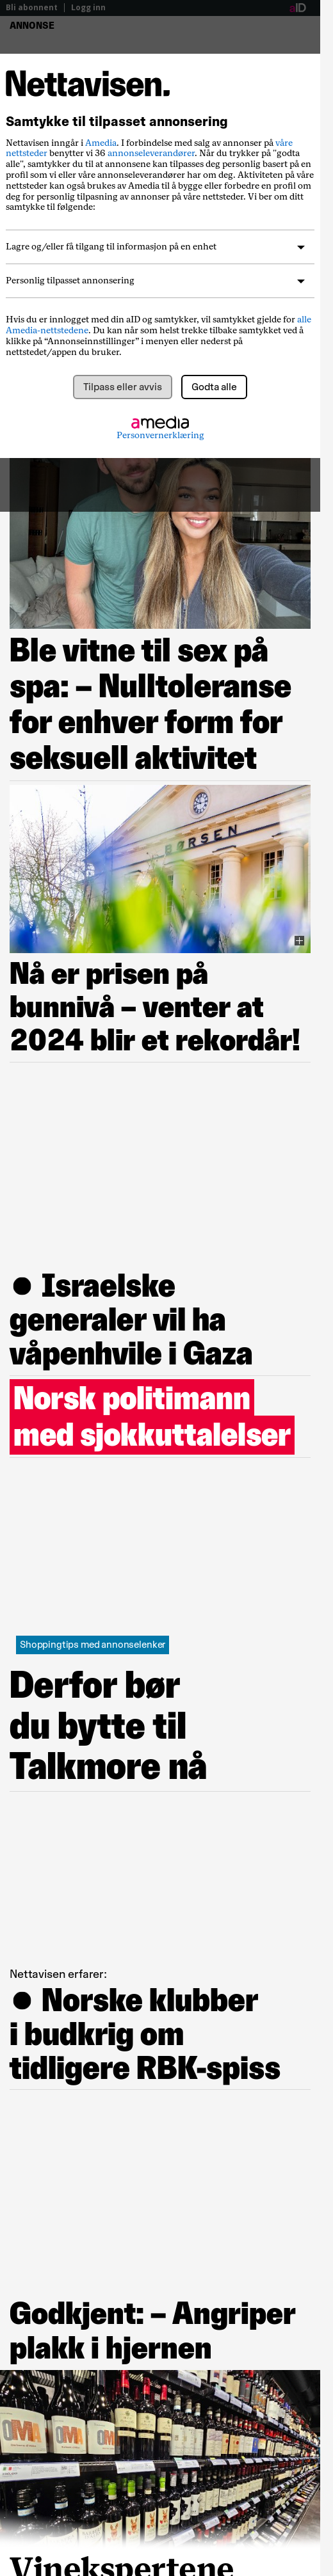 Bli abonnent | Logg inn aID
ANNONSE
Nettavisen.
Samtykke til tilpasset annonsering
Nettavisen inngår i Amedia. I forbindelse med salg av annonser på våre
nettsteder benytter vi 36 annonseleverandører. Når du trykker på "godta
alle", samtykker du til at annonsene kan tilpasses deg personlig basert på en
profil som vi eller våre annonseleverandører har om deg. Aktiviteten på våre
nettsteder kan også brukes av Amedia til å bygge eller forbedre en profil om
deg for personlig tilpasning av annonser på våre nettsteder. Vi ber om ditt
samtykke til følgende:
Lagre og/eller få tilgang til informasjon på en enhet
Personlig tilpasset annonsering
Hvis du er innlogget med din aID og samtykker, vil samtykket gjelde for alle
Amedia-nettstedene. Du kan når som helst trekke tilbake samtykket ved å
klikke på “Annonseinnstillinger” i menyen eller nederst på
nettstedet/appen du bruker.
Tilpass eller avvis Godta alle
amedia
Personvernerklæring
Ble vitne til sex på
spa: – Nulltoleranse
for enhver form for
seksuell aktivitet
BØRSEN
Nå er prisen på
bunnivå – venter at
2024 blir et rekordår!
● Israelske
generaler vil ha
våpenhvile i Gaza
Norsk politimann
med sjokkuttalelser
Shoppingtips med annonselenker
Derfor bør
du bytte til
Talkmore nå
Nettavisen erfarer:
● Norske klubber
i budkrig om
tidligere RBK-spiss
Godkjent: – Angriper
plakk i hjernen
OMA OMA OMA
Vinekspertene